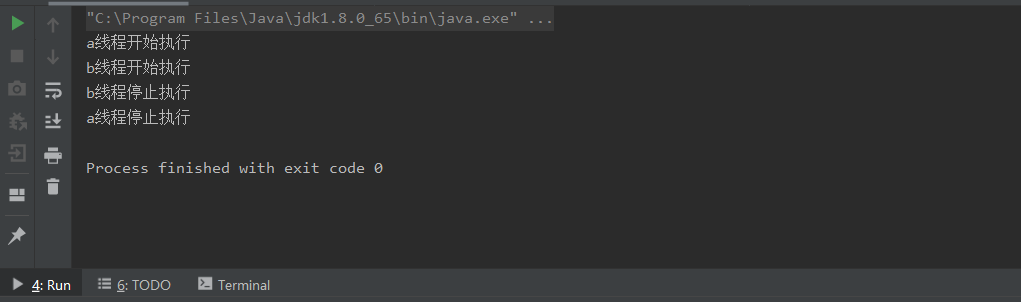 "C:\Program Files\Java\jdk1.8.0_65\bin\java.exe" ...
a线程开始执行
b线程开始执行
b线程停止执行
a线程停止执行
Process finished with exit code 0
4: Run
6: TODO
Terminal